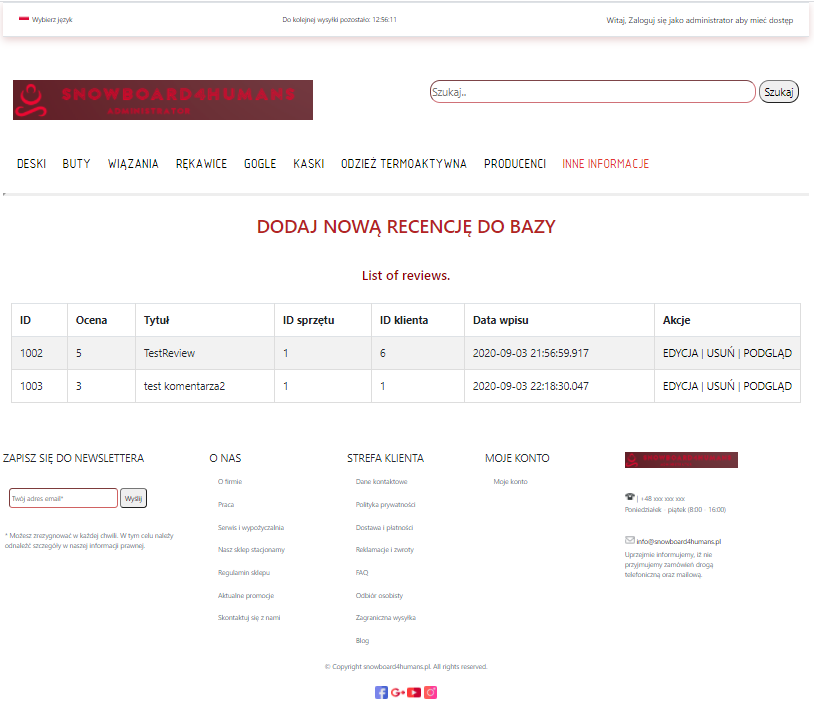 Wybierz język
Do kolejnej wysyłki pozostało: 12:56:11
Witaj, Zaloguj się jako administrator aby mieć dostęp
SNOWBOARD4HUMANS
ADMINISTRATOR
Szukaj..
Szukaj
DESKI BUTY WIĄZANIA RĘKAWICE GOGLE KASKI ODZIEŻ TERMOAKTYWNA PRODUCENCI INNE INFORMACJE
DODAJ NOWĄ RECENCJĘ DO BAZY
List of reviews.
ID Ocena Tytuł ID sprzętu ID klienta Data wpisu Akcje
1002 5 TestReview 1 6 2020-09-03 21:56:59.917 EDYCJA | USUŃ | PODGLĄD
1003 3 test komentarza2 1 1 2020-09-03 22:18:30.047 EDYCJA | USUŃ | PODGLĄD
ZAPISZ SIĘ DO NEWSLETTERA
Twój adres email*
Wyślij
* Możesz zrezygnować w każdej chwili. W tym celu należy
odnaleźć szczegóły w naszej informacji prawnej.
O NAS
O firmie
Praca
Serwis i wypożyczalnia
Nasz sklep stacjonarny
Regulamin sklepu
Aktualne promocje
Skontaktuj się z nami
STREFA KLIENTA
Dane kontaktowe
Polityka prywatności
Dostawa i płatności
Reklamacje i zwroty
FAQ
Odbiór osobisty
Zagraniczna wysyłka
Blog
MOJE KONTO
Moje konto
SNOWBOARD4HUMANS
| +48 xxx xxx xxx
Poniedziałek - piątek (8:00 - 16:00)
info@snowboard4humans.pl
Uprzejmie informujemy, iż nie
przyjmujemy zamówień drogą
telefoniczną oraz mailową.
© Copyright snowboard4humans.pl. All rights reserved.